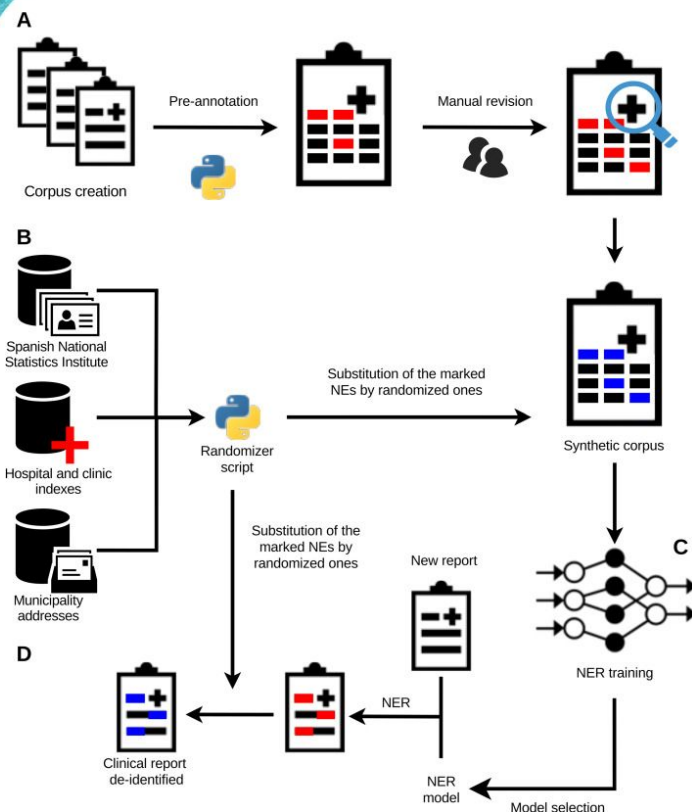 A
Pre-annotation
Manual revision
Corpus creation
B
Spanish National
Statistics Institute
Substitution of the marked
NEs by randomized ones
Hospital and clinic
indexes
Randomizer
script
Synthetic corpus
Substitution of the
marked NEs by
randomized ones
New report
C
Municipality
addresses
D
NER training
NER
Clinical report
de-identified
NER
model
Model selection